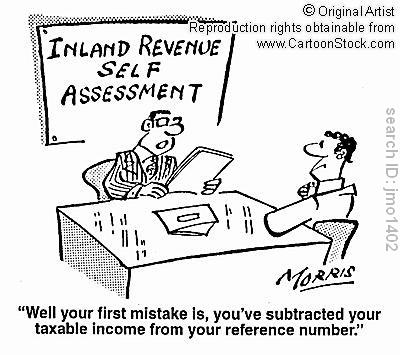 © Original Artist
Reproduction rights obtainable from
www.CartoonStock.com
INLAND REVENUE
SELF
ASSESSMENT
search ID: jmo1402
MORRIS
"Well your first mistake is, you've subtracted your
taxable income from your reference number."